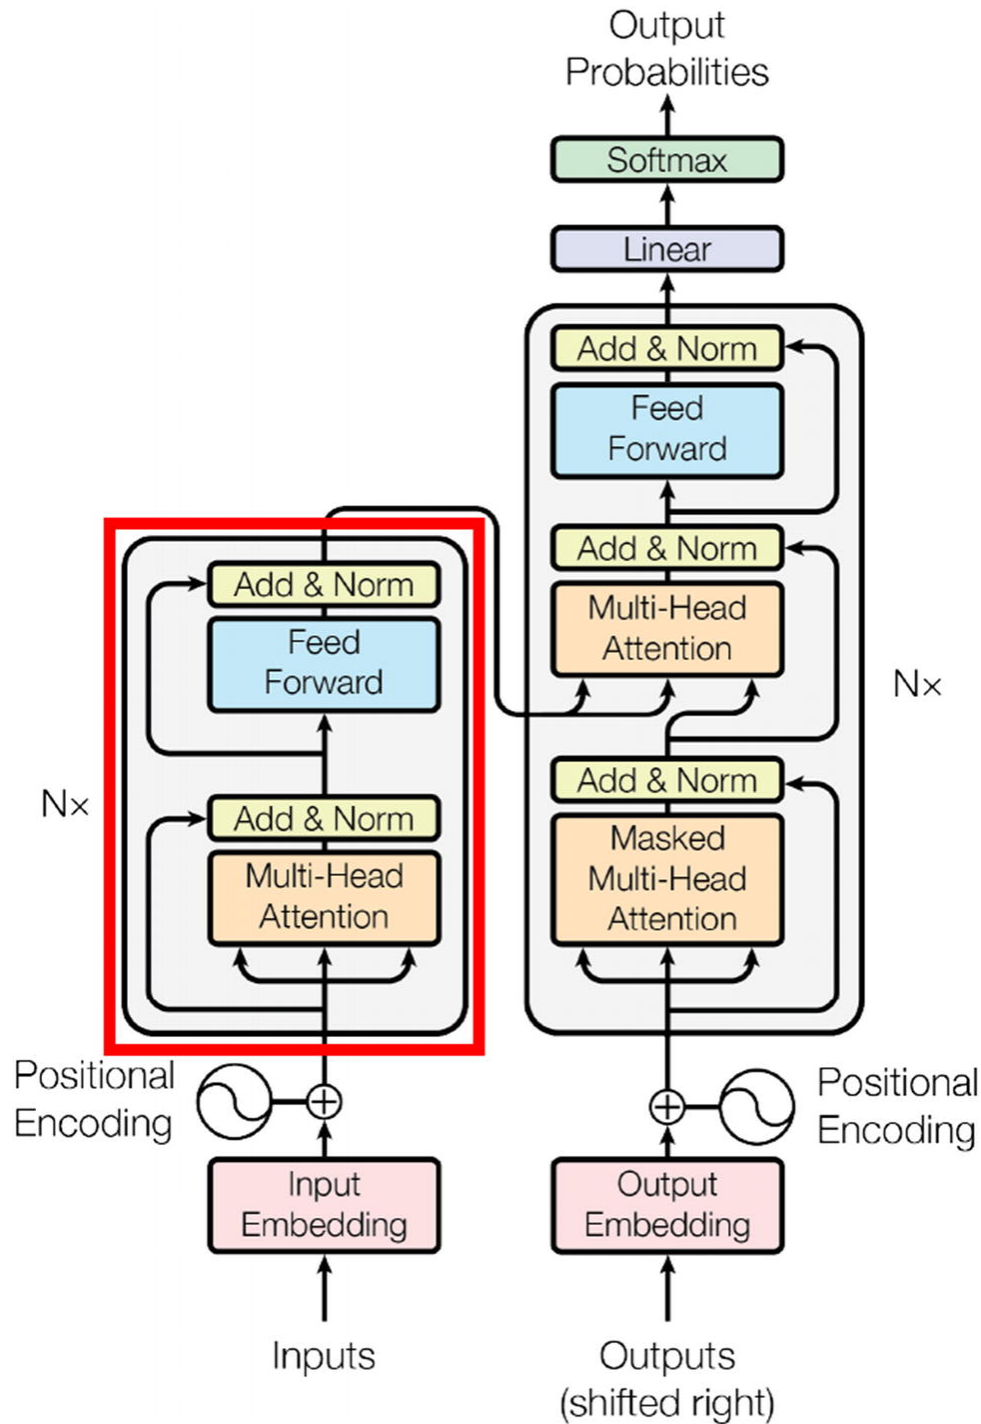 Output
Probabilities
Softmax
Linear
Add & Norm
Feed
Forward
Add & Norm
Multi-Head
Attention
Nx
Add & Norm
Masked
Multi-Head
Attention
Add & Norm
Feed
Forward
N×
Add & Norm
Multi-Head
Attention
Positional
Encoding
Positional
Encoding
Input
Embedding
Output
Embedding
Inputs
Outputs
(shifted right)